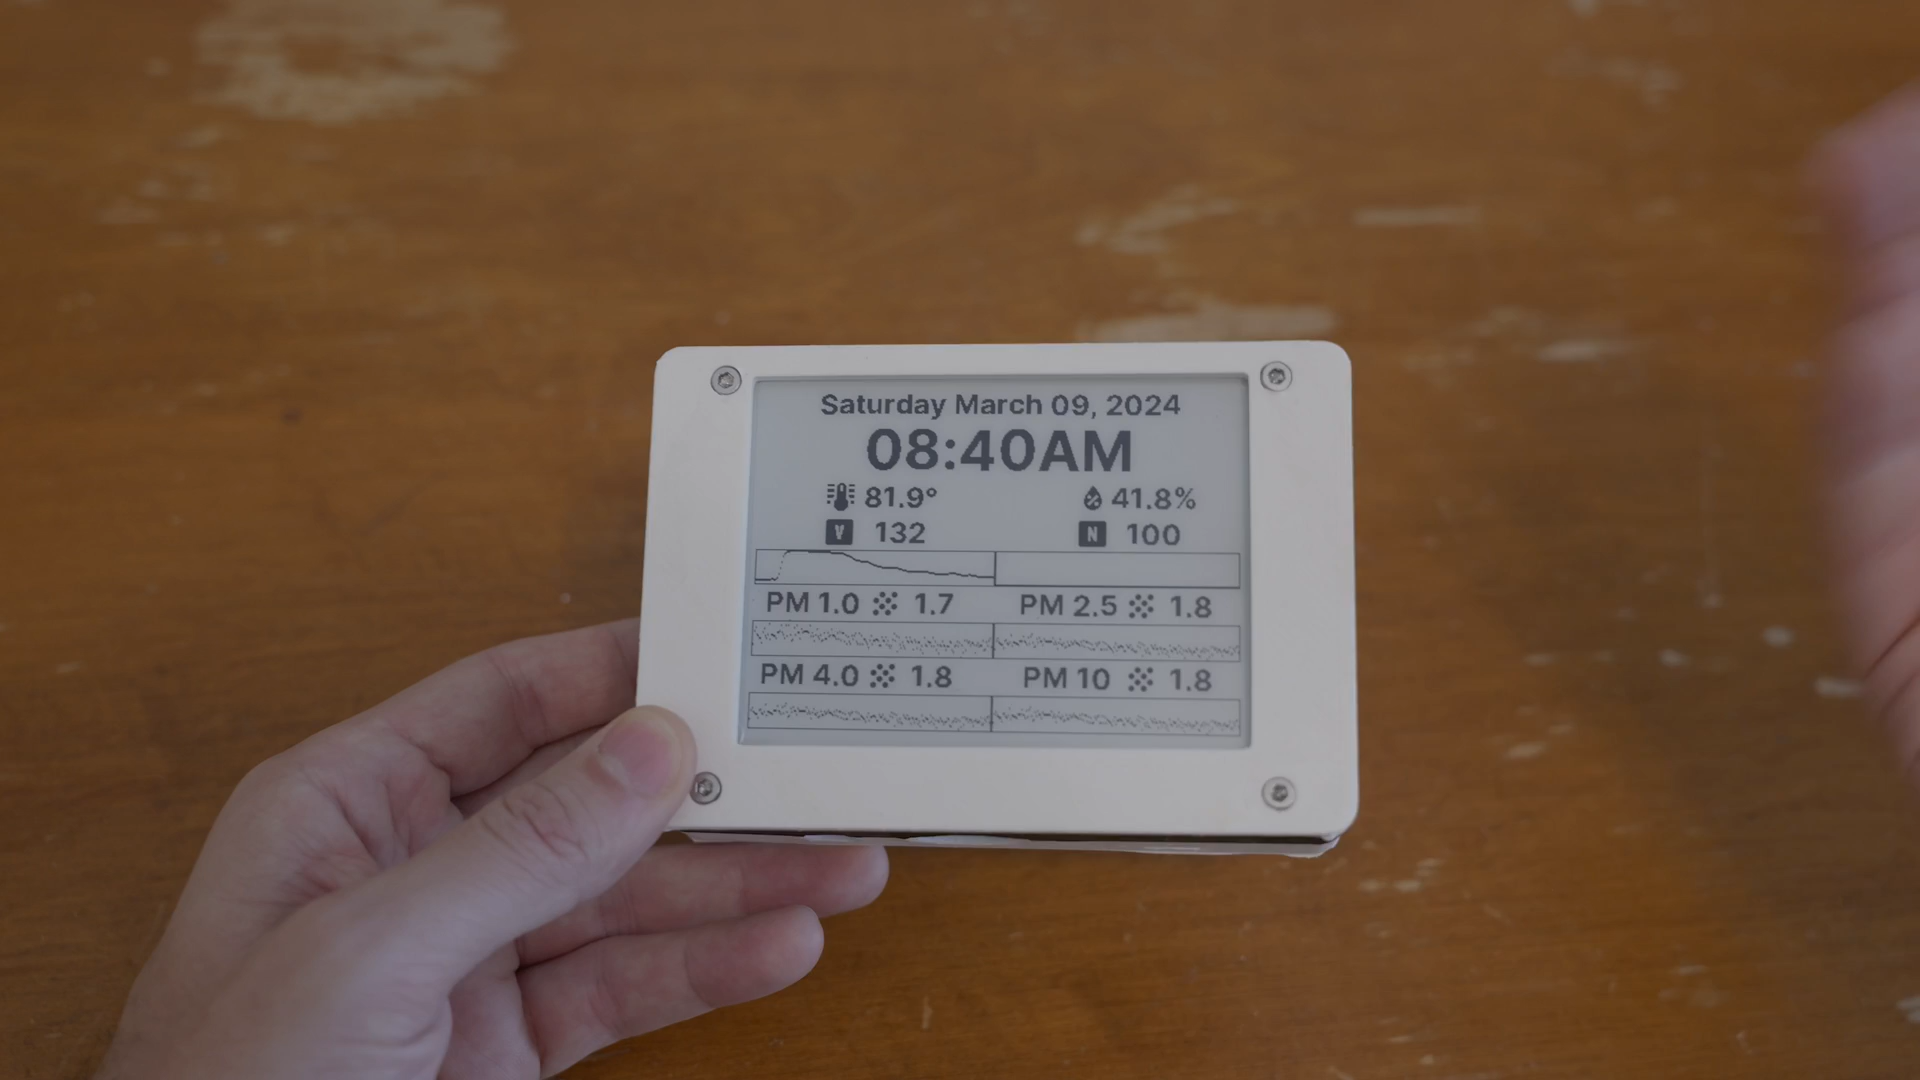 Saturday March 09, 2024
08:40AM
81.9° 41.8%
V 132 N 100
PM 1.0 1.7 PM 2.5 1.8
PM 4.0 1.8 PM 10 1.8